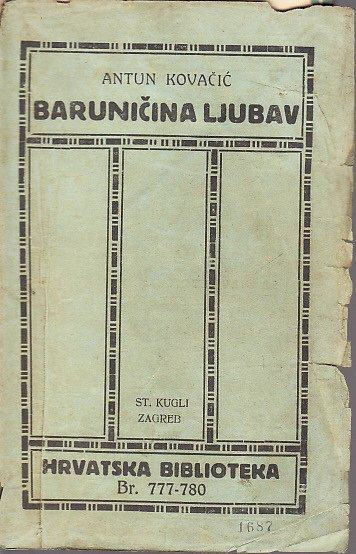 ANTUN KOVAČIĆ
BARUNIČINA LJUBAV
ST. KUGLI
ZAGREB
HRVATSKA BIBLIOTEKA
Br. 777-780
1687